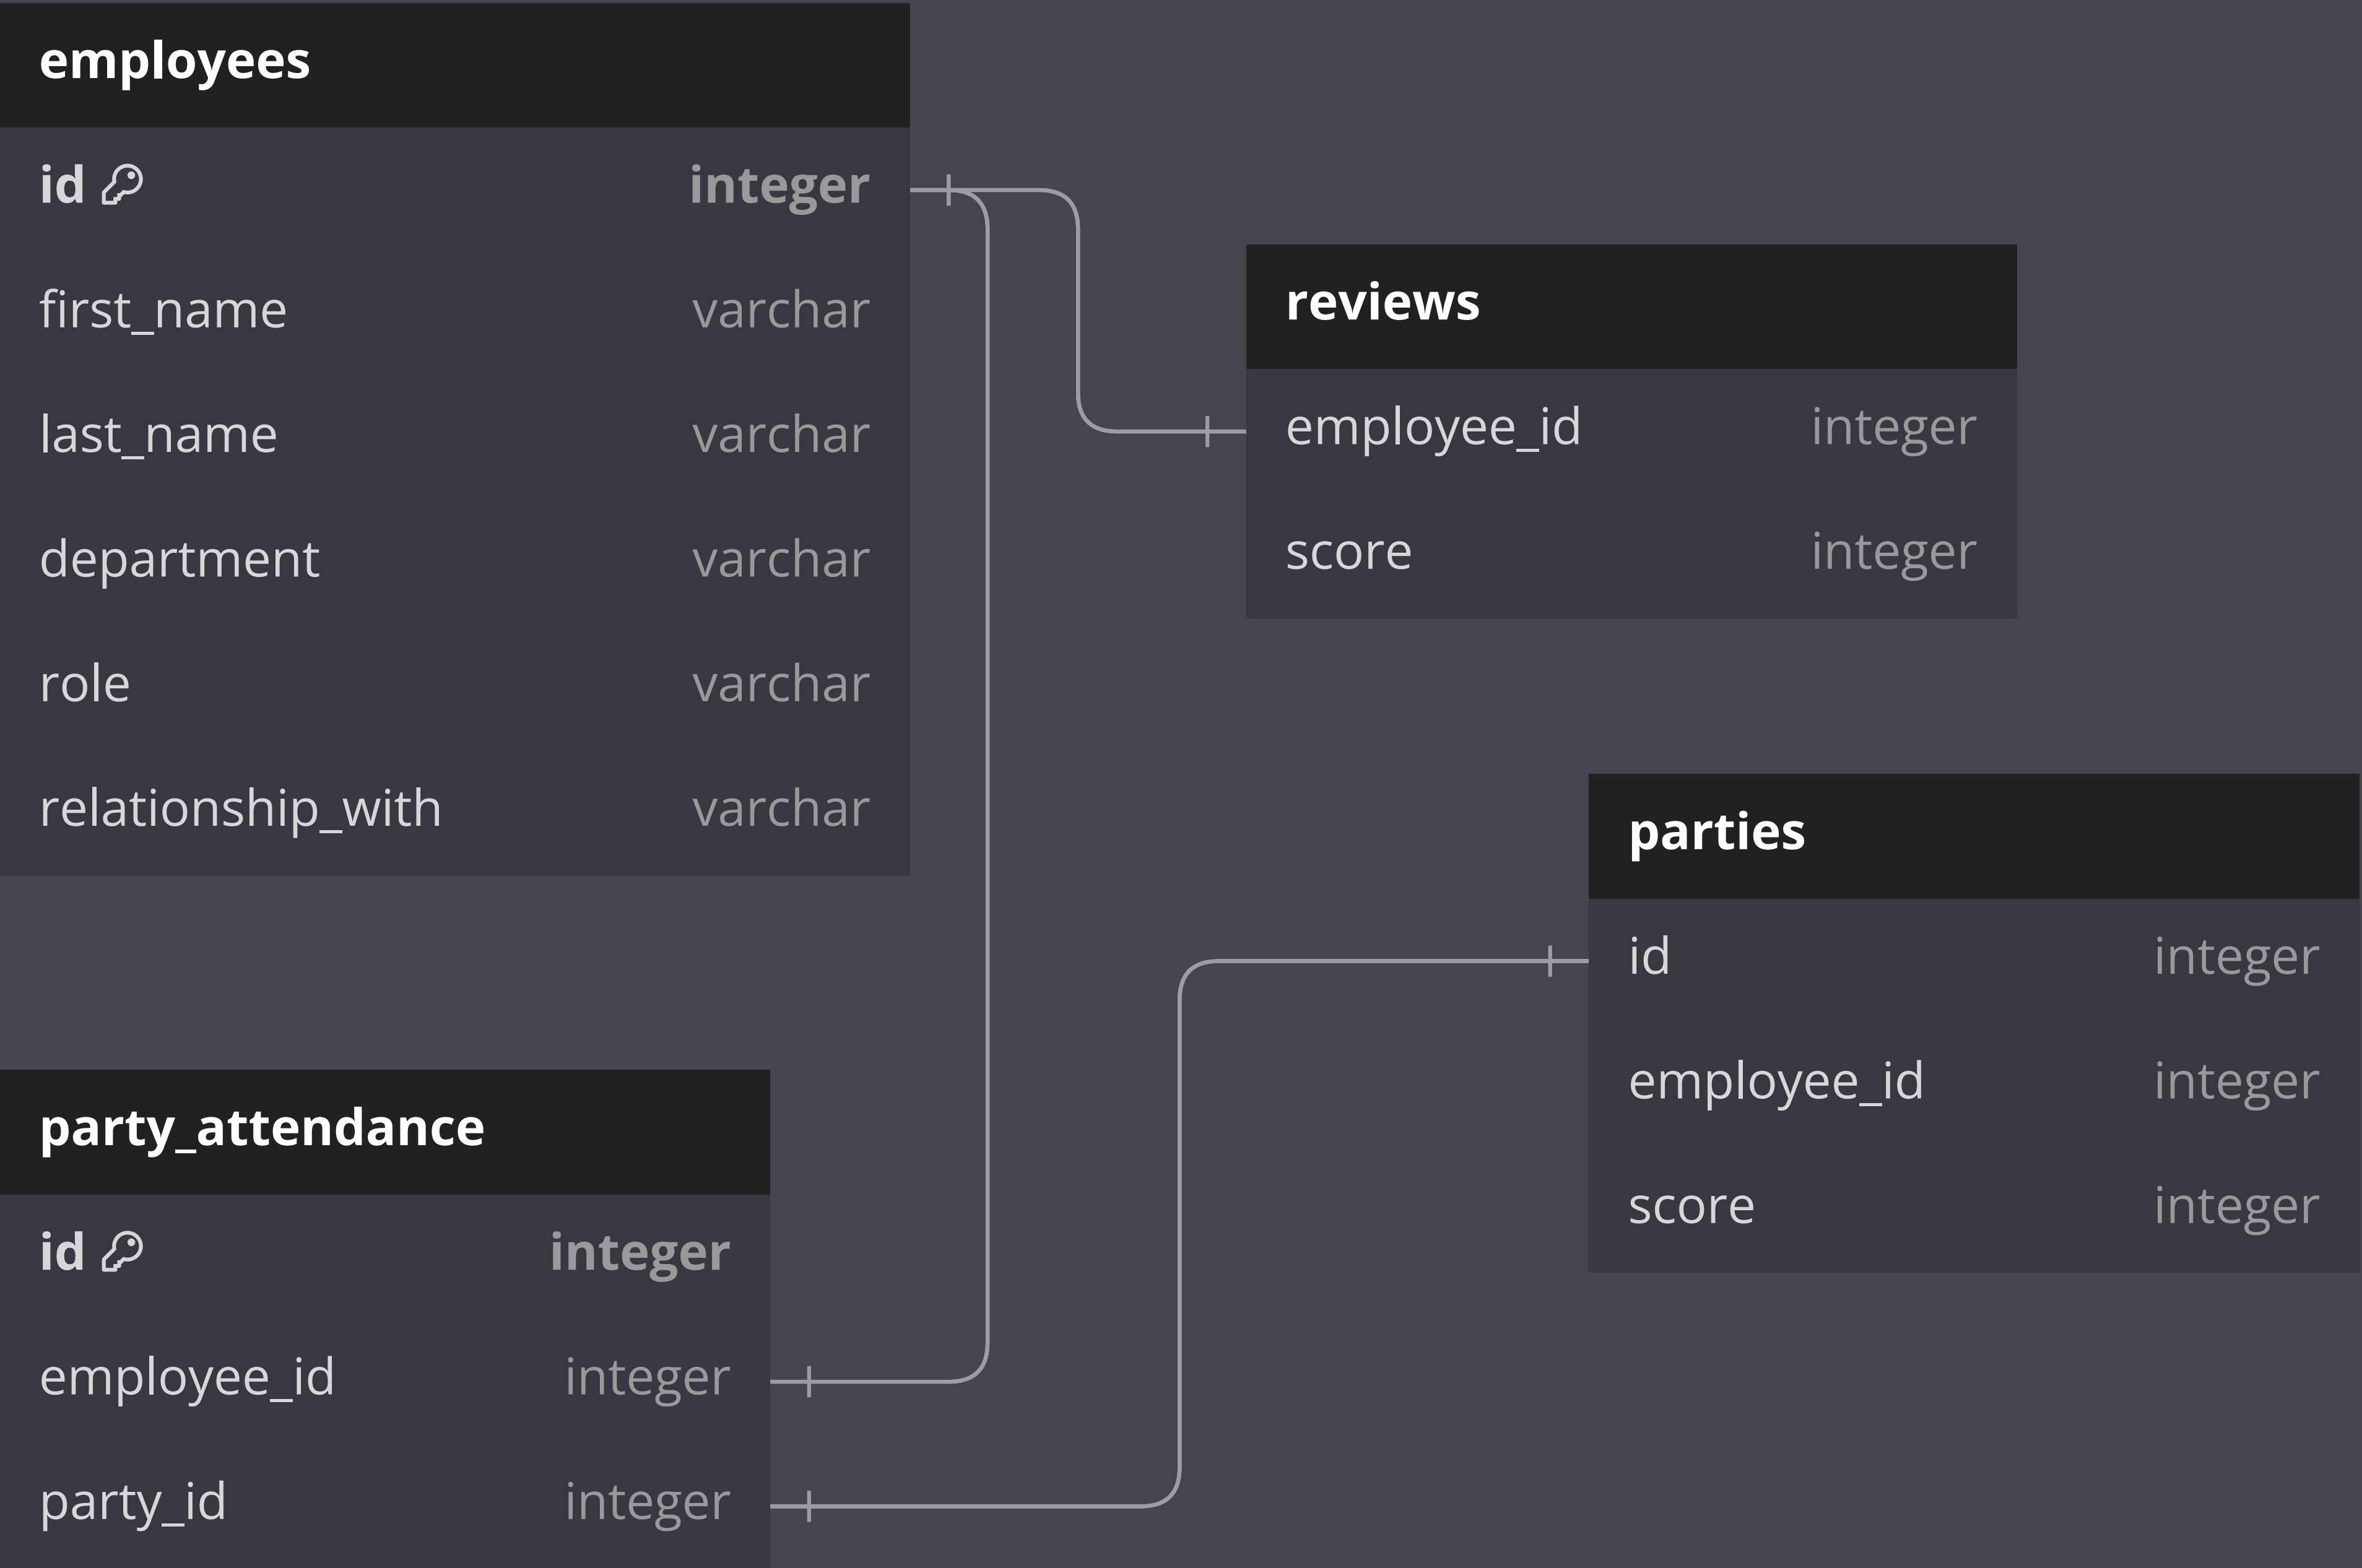 employees
id integer
first_name varchar
last_name varchar
department varchar
role varchar
relationship_with varchar
reviews
employee_id integer
score integer
parties
id integer
employee_id integer
score integer
party_attendance
id integer
employee_id integer
party_id integer